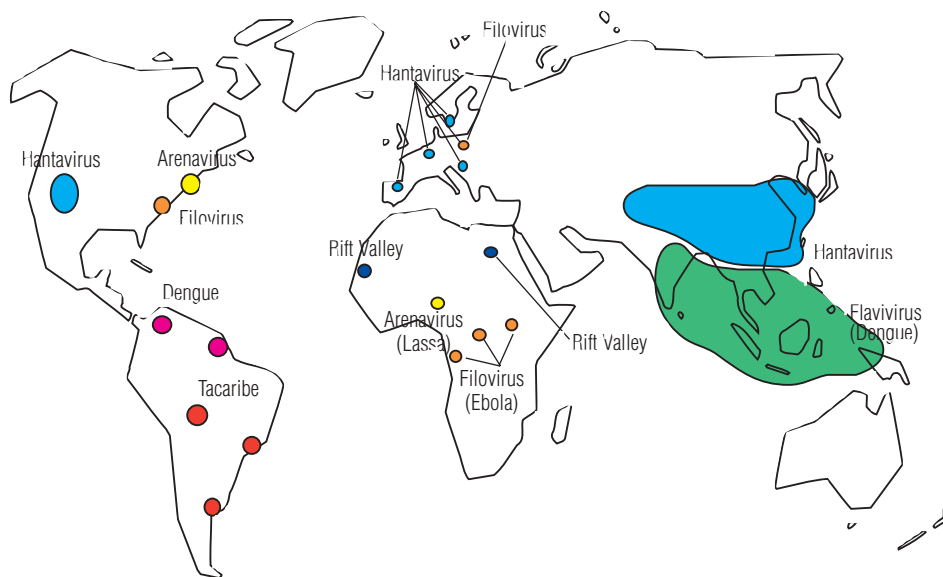 Filovirus
Hantavirus
Hantavirus
Arenavirus
Filovirus
Rift Valley
Hantavirus
Dengue
Flavivirus
(Dengue)
Arenavirus
(Lassa)
Rift Valley
Filovirus
(Ebola)
Tacaribe